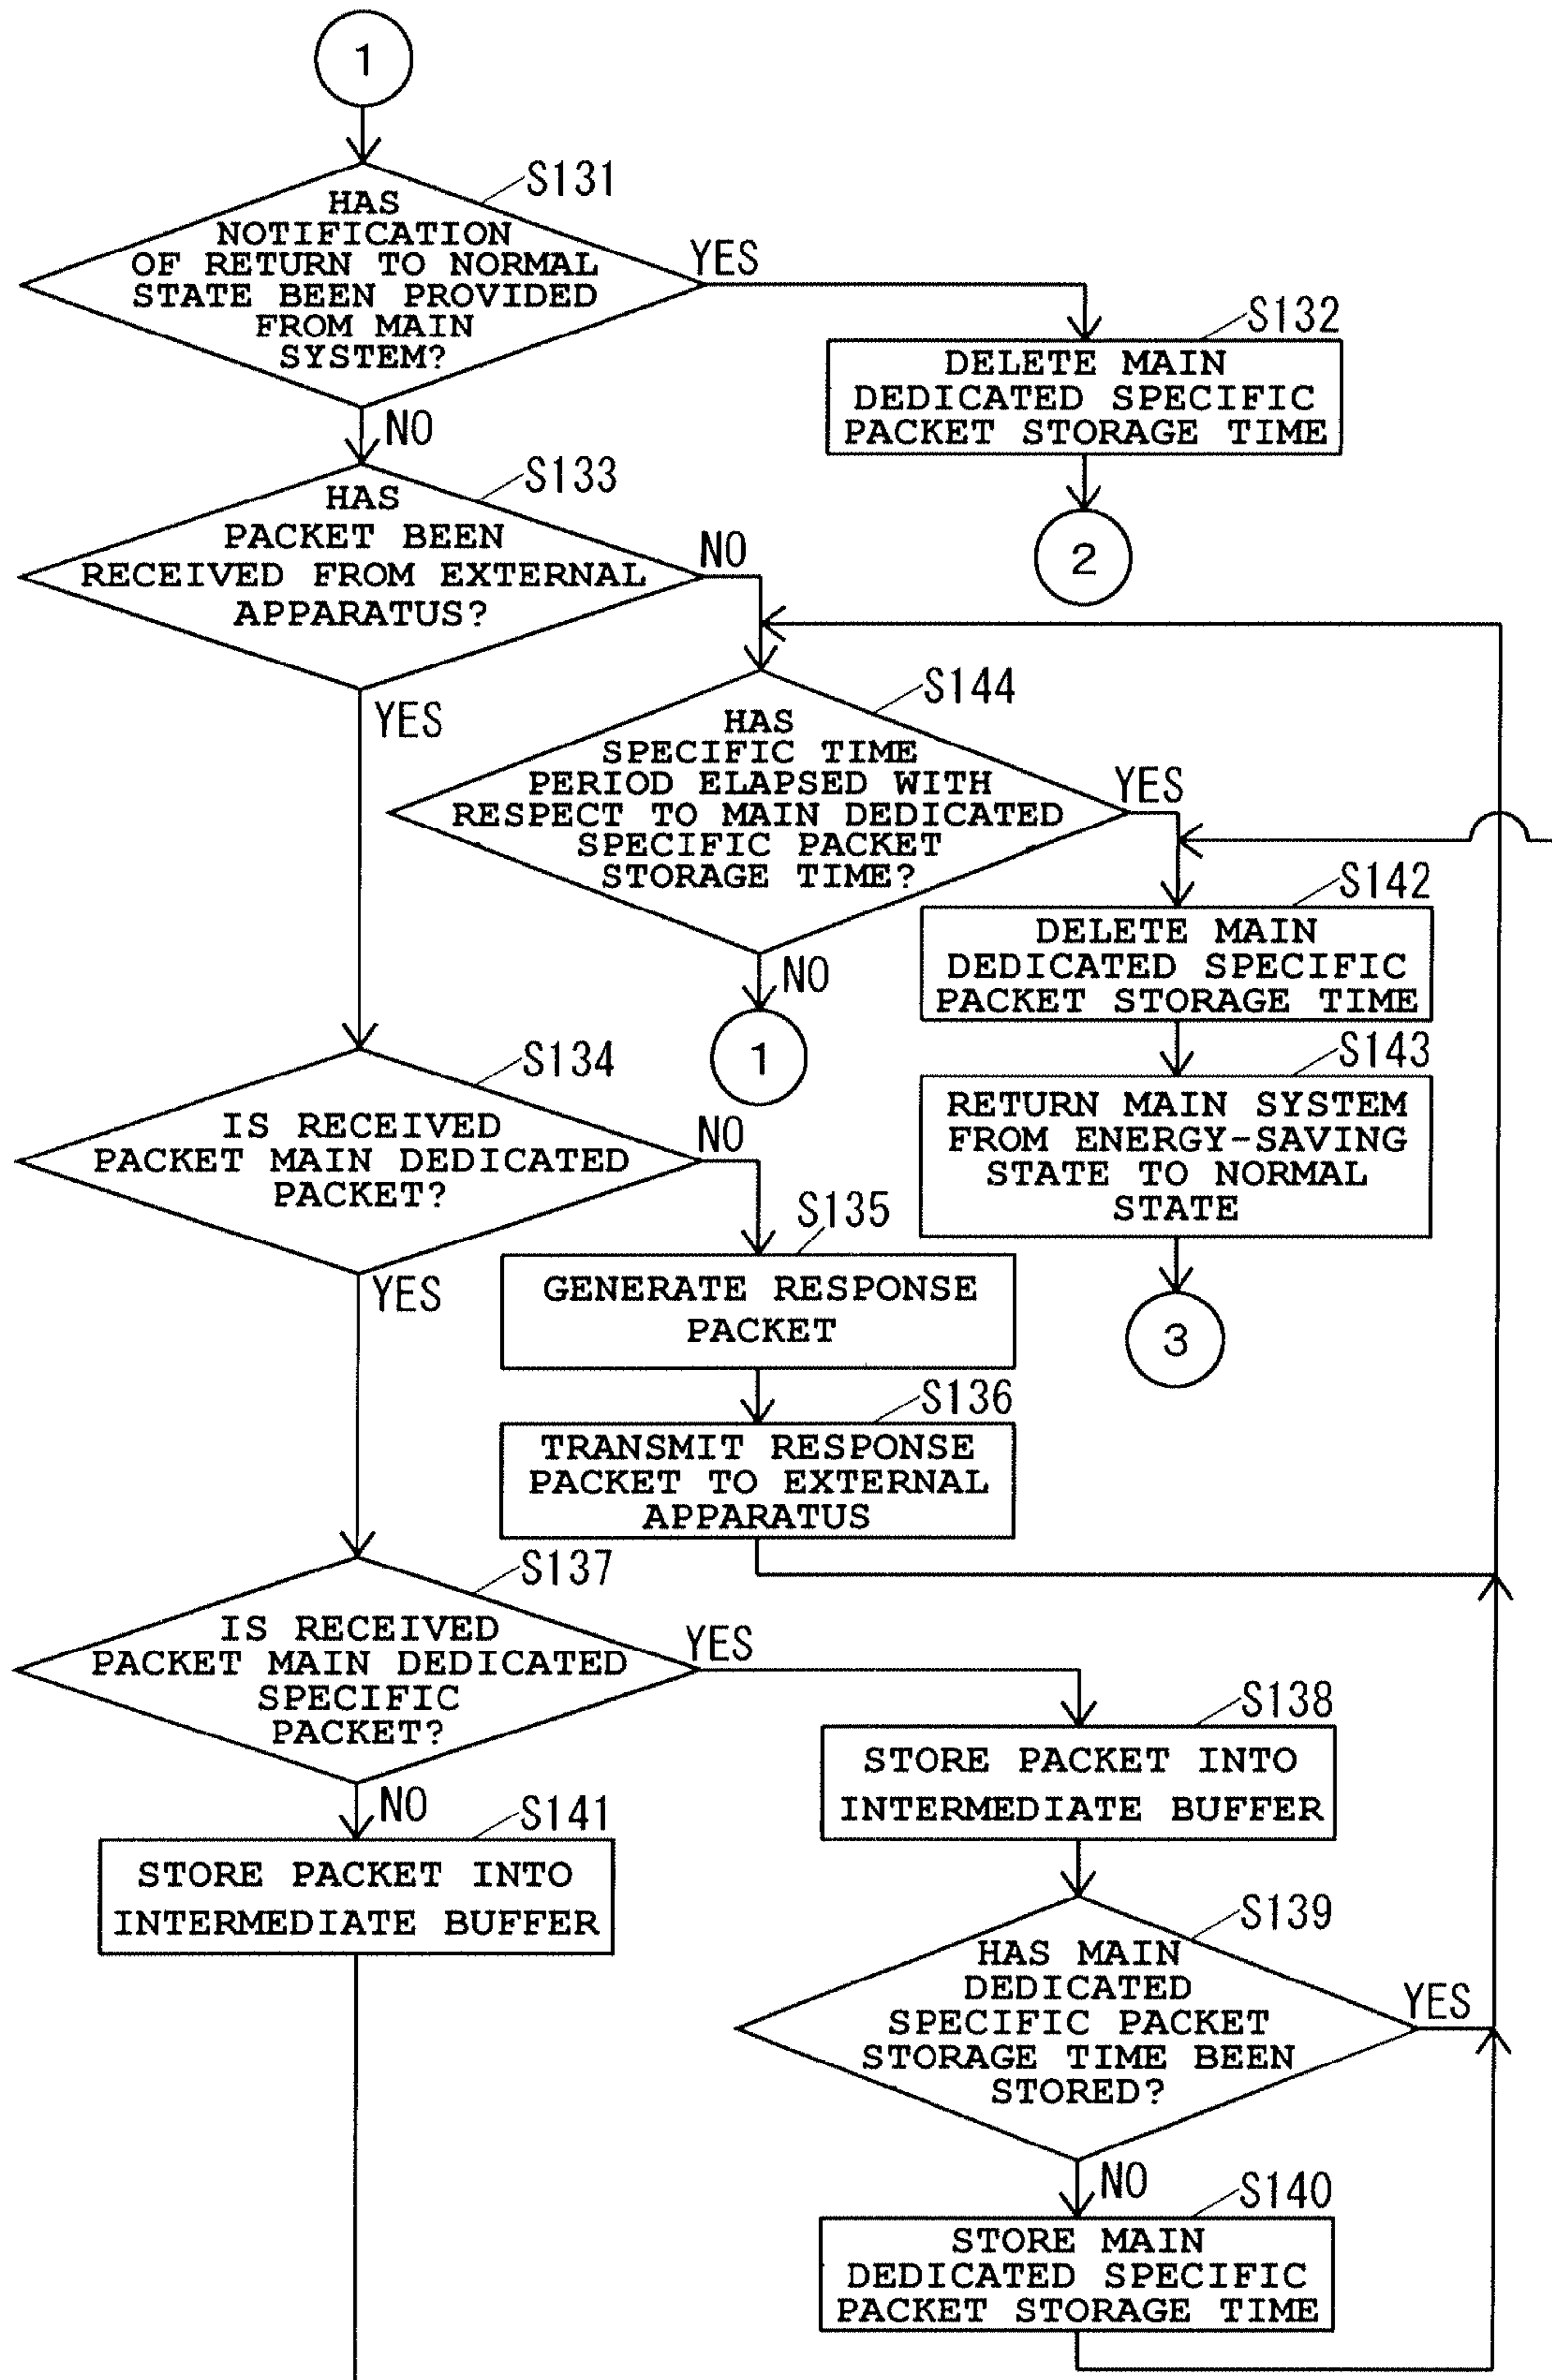 1
S131
HAS
NOTIFICATION
OF RETURN TO NORMAL
STATE BEEN PROVIDED
FROM MAIN
SYSTEM?
YES
NO
S132
DELETE MAIN
DEDICATED SPECIFIC
PACKET STORAGE TIME
2
S133
HAS
PACKET BEEN
RECEIVED FROM EXTERNAL
APPARATUS?
NO
YES
S144
HAS
SPECIFIC TIME
PERIOD ELAPSED WITH
RESPECT TO MAIN DEDICATED
SPECIFIC PACKET
STORAGE TIME?
YES
NO
1
S142
DELETE MAIN
DEDICATED SPECIFIC
PACKET STORAGE TIME
S143
RETURN MAIN SYSTEM
FROM ENERGY-SAVING
STATE TO NORMAL
STATE
3
S134
IS RECEIVED
PACKET MAIN DEDICATED
PACKET?
NO
YES
S135
GENERATE RESPONSE
PACKET
S136
TRANSMIT RESPONSE
PACKET TO EXTERNAL
APPARATUS
S137
IS RECEIVED
PACKET MAIN DEDICATED
SPECIFIC
PACKET?
YES
NO
S138
STORE PACKET INTO
INTERMEDIATE BUFFER
S141
STORE PACKET INTO
INTERMEDIATE BUFFER
S139
HAS MAIN
DEDICATED
SPECIFIC PACKET
STORAGE TIME BEEN
STORED?
YES
NO
S140
STORE MAIN
DEDICATED SPECIFIC
PACKET STORAGE TIME